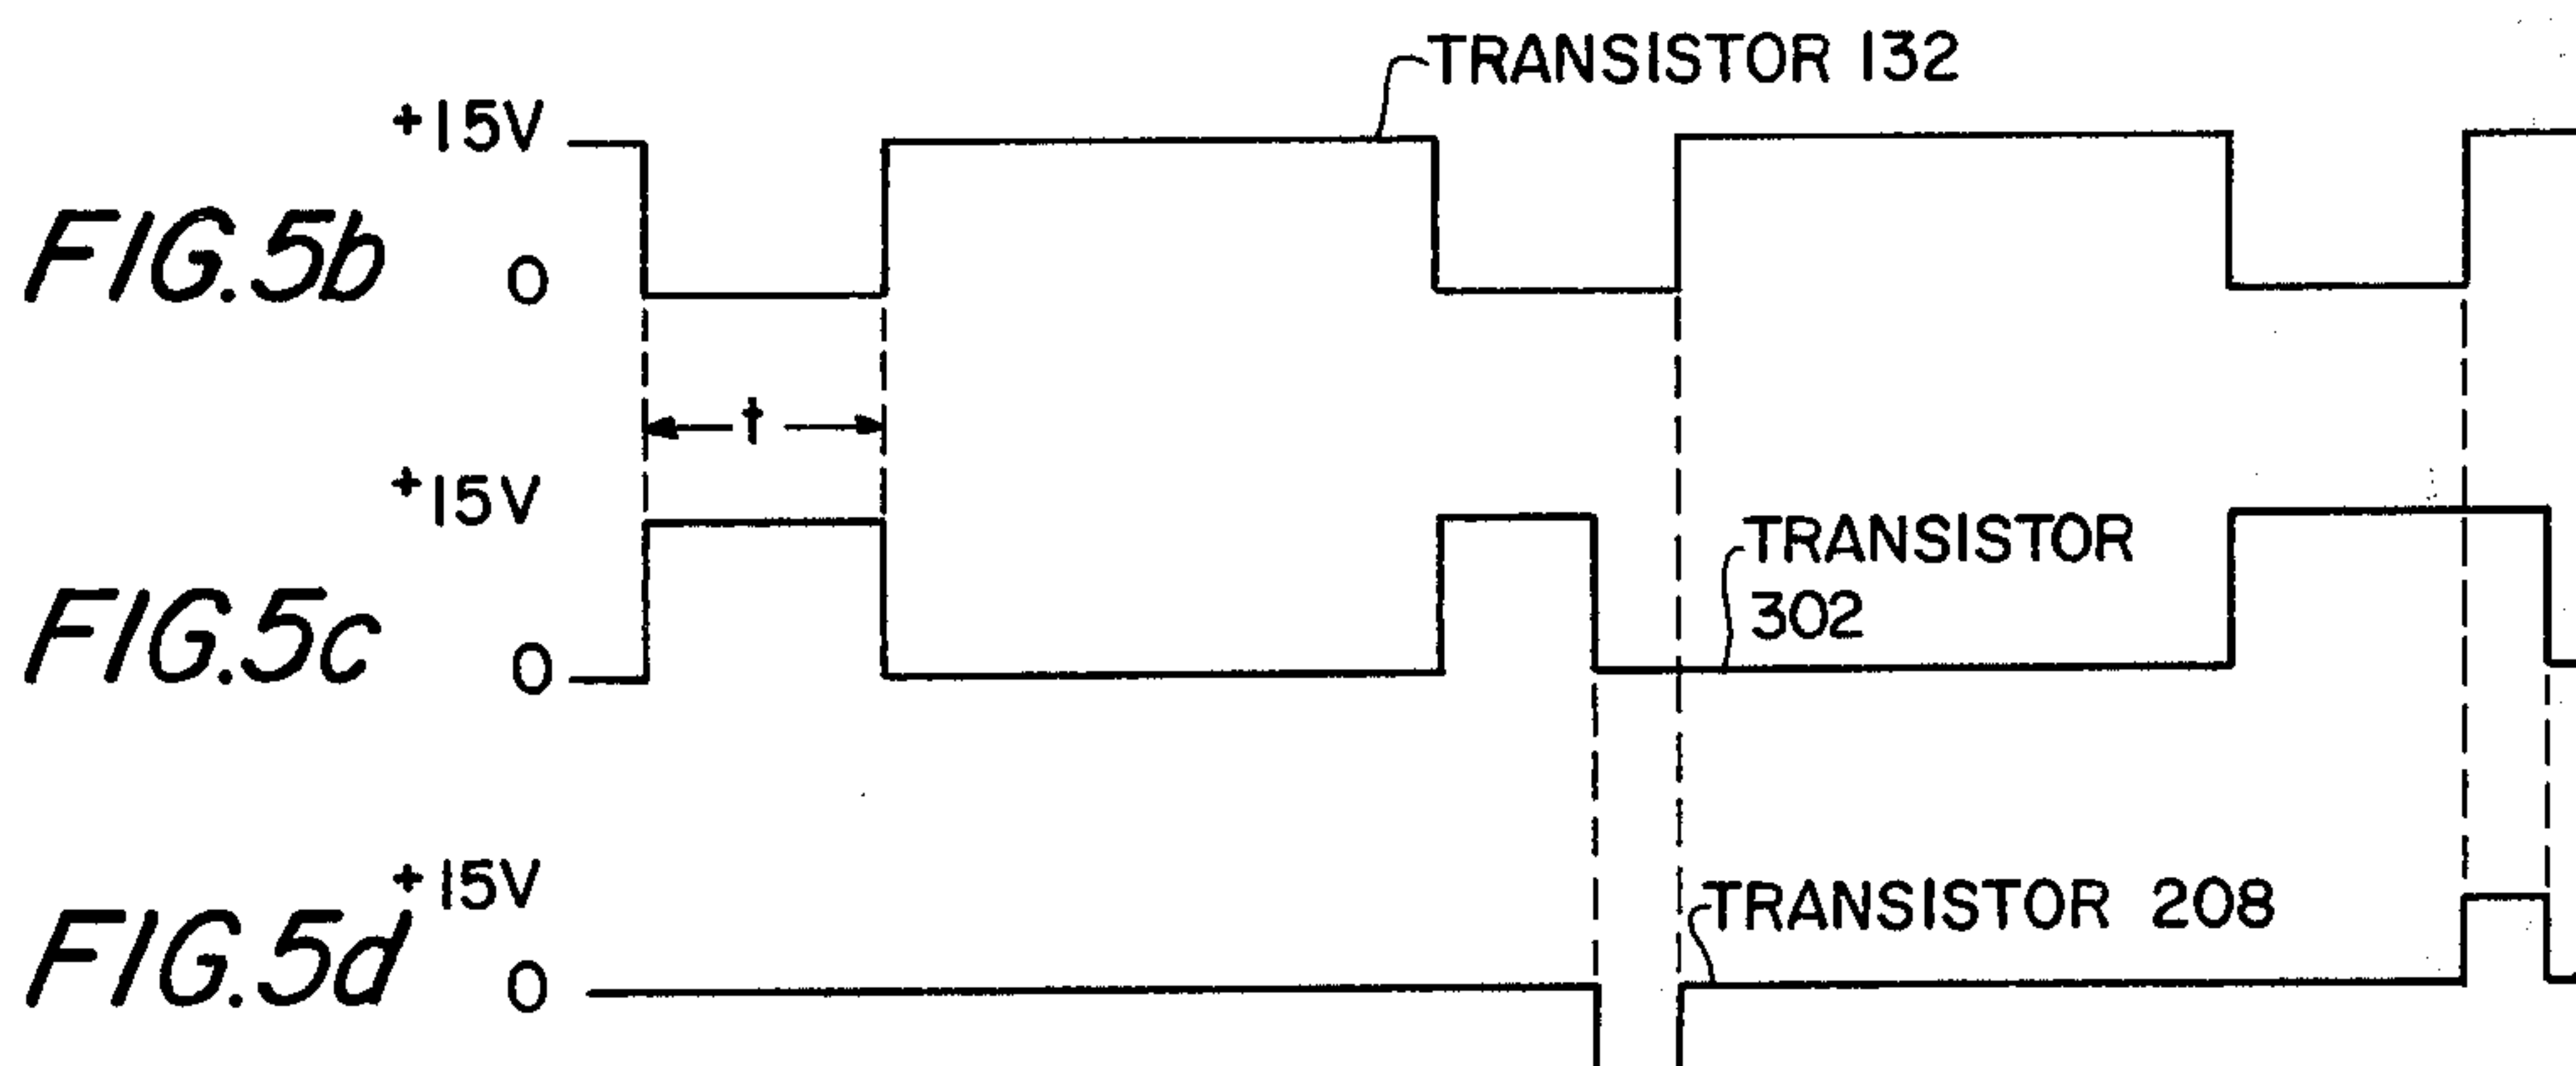 TRANSISTOR 132
+15V
FIG.5b
0
t
+15V
TRANSISTOR
302
FIG.5c
0
+15V
TRANSISTOR 208
FIG.5d
0